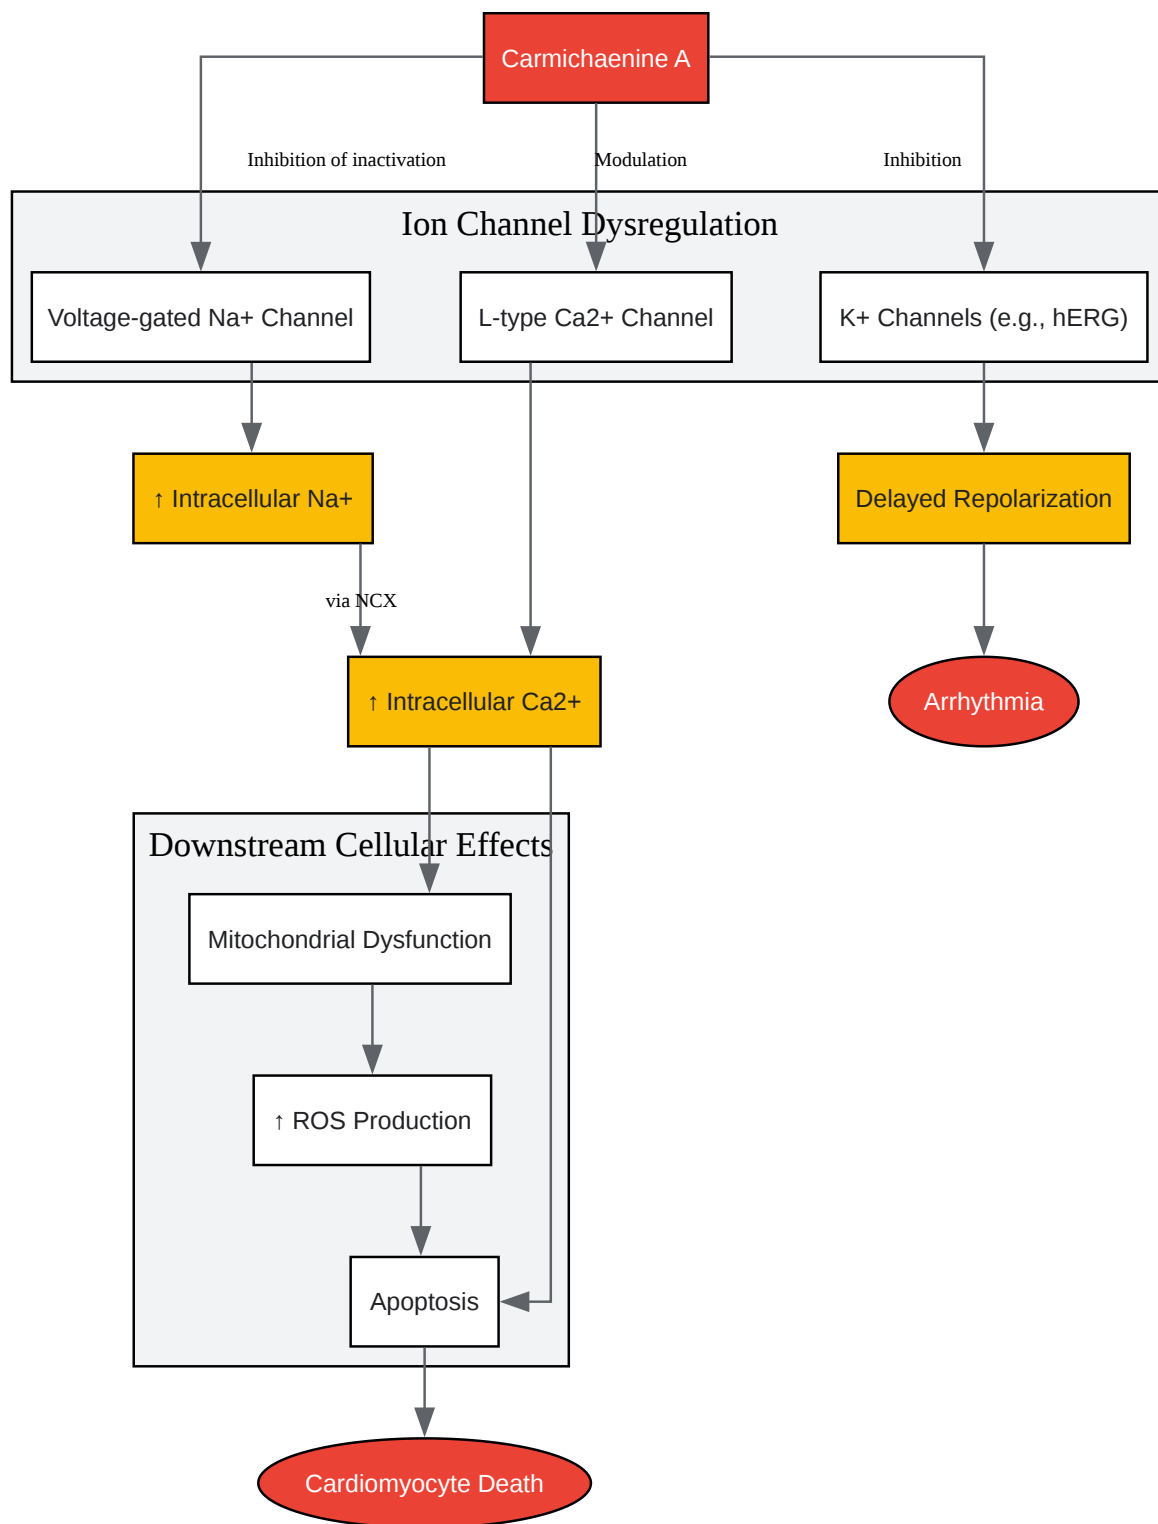 Carmichaenine A
Inhibition of inactivation
Modulation
Inhibition
Ion Channel Dysregulation
Voltage-gated Na+ Channel
L-type Ca2+ Channel
K+ Channels (e.g., hERG)
↑ Intracellular Na+
Delayed Repolarization
via NCX
↑ Intracellular Ca2+
Arrhythmia
Downstream Cellular Effects
Mitochondrial Dysfunction
↑ ROS Production
Apoptosis
Cardiomyocyte Death